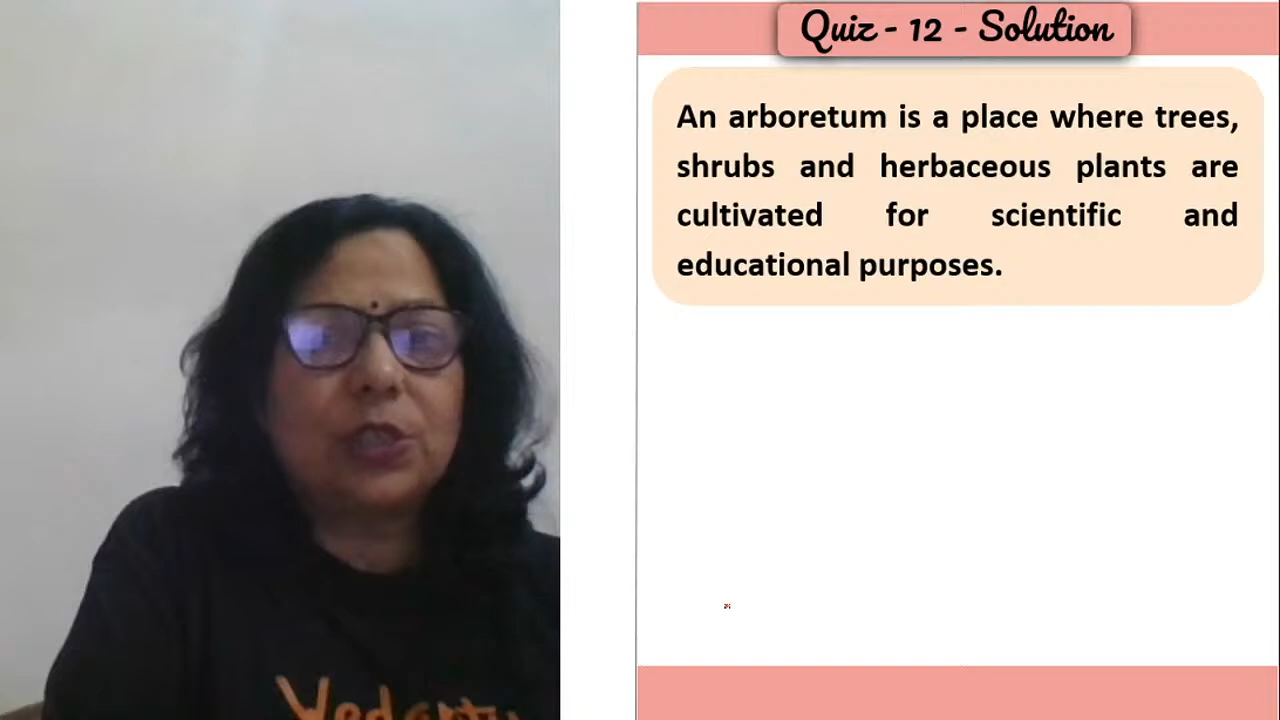 Quiz - 12 - Solution
An arboretum is a place where trees,
shrubs and herbaceous plants are
cultivated for scientific and
educational purposes.